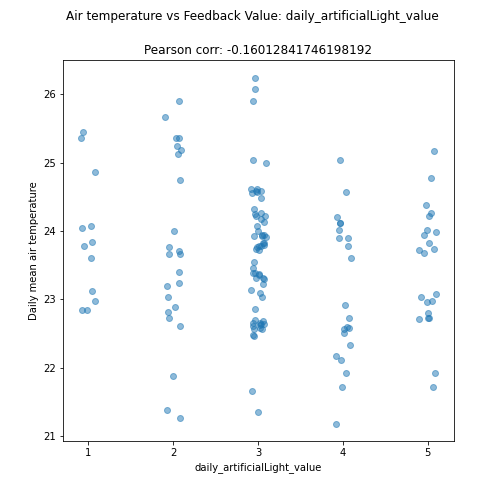 Air temperature vs Feedback Value: daily_artificialLight_value
Pearson corr: -0.16012841746198192
26
25
24
23
22
21
Daily mean air temperature
1 2 3 4 5
daily_artificialLight_value